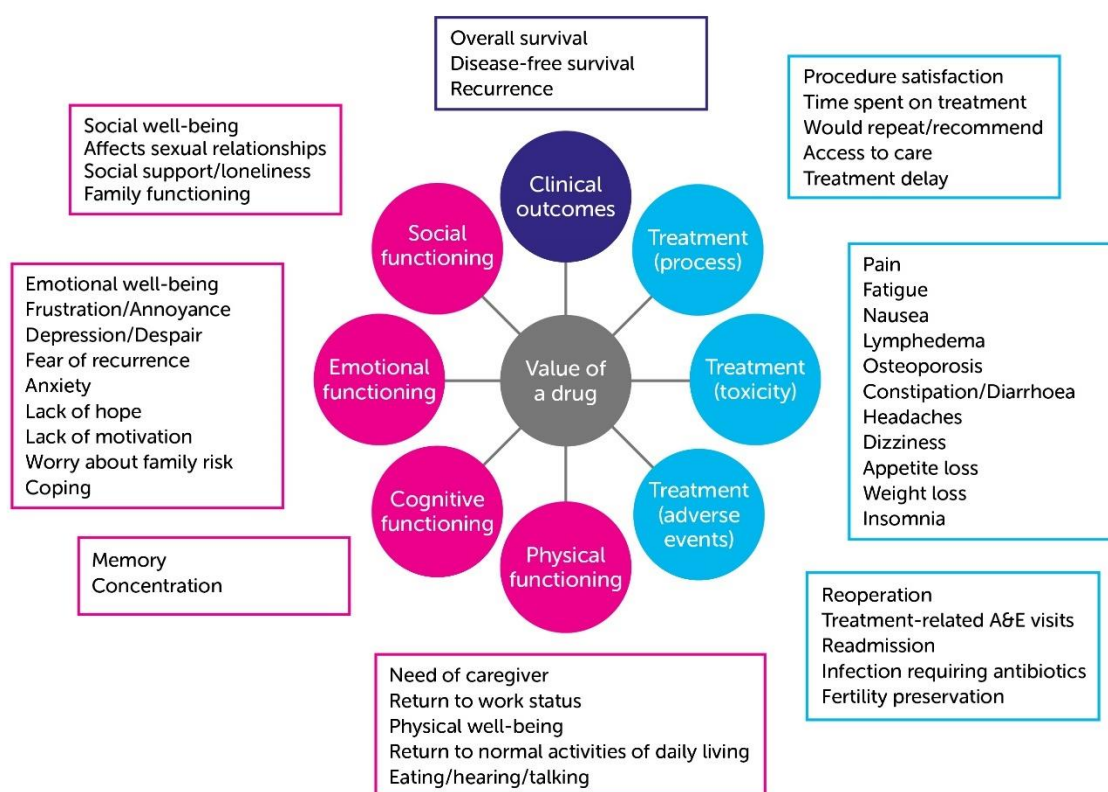 Overall survival
Disease-free survival
Recurrence
Procedure satisfaction
Time spent on treatment
Would repeat/recommend
Access to care
Treatment delay
Social well-being
Affects sexual relationships
Social support/loneliness
Family functioning
Clinical
outcomes
Social
functioning
Treatment
(process)
Emotional well-being
Frustration/Annoyance
Depression/Despair
Fear of recurrence
Anxiety
Lack of hope
Lack of motivation
Worry about family risk
Coping
Emotional
functioning
Value of
a drug
Treatment
(toxicity)
Pain
Fatigue
Nausea
Lymphedema
Osteoporosis
Constipation/Diarrhoea
Headaches
Dizziness
Appetite loss
Weight loss
Insomnia
Cognitive
functioning
Treatment
(adverse
events)
Physical
functioning
Memory
Concentration
Reoperation
Treatment-related A&E visits
Readmission
Infection requiring antibiotics
Fertility preservation
Need of caregiver
Return to work status
Physical well-being
Return to normal activities of daily living
Eating/hearing/talking